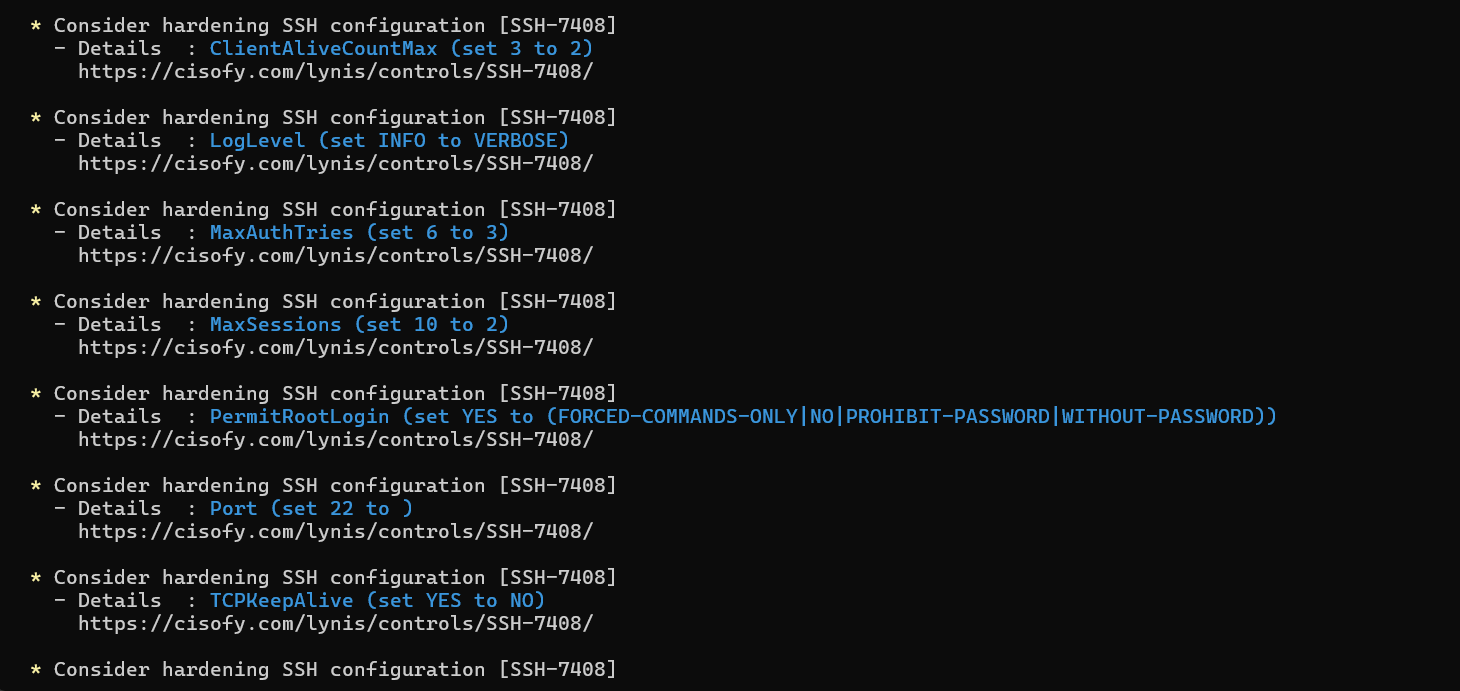 * Consider hardening SSH configuration [SSH-7408]
- Details : ClientAliveCountMax (set 3 to 2)
https://cisofy.com/lynis/controls/SSH-7408/
* Consider hardening SSH configuration [SSH-7408]
- Details : LogLevel (set INFO to VERBOSE)
https://cisofy.com/lynis/controls/SSH-7408/
* Consider hardening SSH configuration [SSH-7408]
- Details : MaxAuthTries (set 6 to 3)
https://cisofy.com/lynis/controls/SSH-7408/
* Consider hardening SSH configuration [SSH-7408]
- Details : MaxSessions (set 10 to 2)
https://cisofy.com/lynis/controls/SSH-7408/
* Consider hardening SSH configuration [SSH-7408]
- Details : PermitRootLogin (set YES to (FORCED-COMMANDS-ONLY|NO|PROHIBIT-PASSWORD|WITHOUT-PASSWORD))
https://cisofy.com/lynis/controls/SSH-7408/
* Consider hardening SSH configuration [SSH-7408]
- Details : Port (set 22 to )
https://cisofy.com/lynis/controls/SSH-7408/
* Consider hardening SSH configuration [SSH-7408]
- Details : TCPKeepAlive (set YES to NO)
https://cisofy.com/lynis/controls/SSH-7408/
* Consider hardening SSH configuration [SSH-7408]